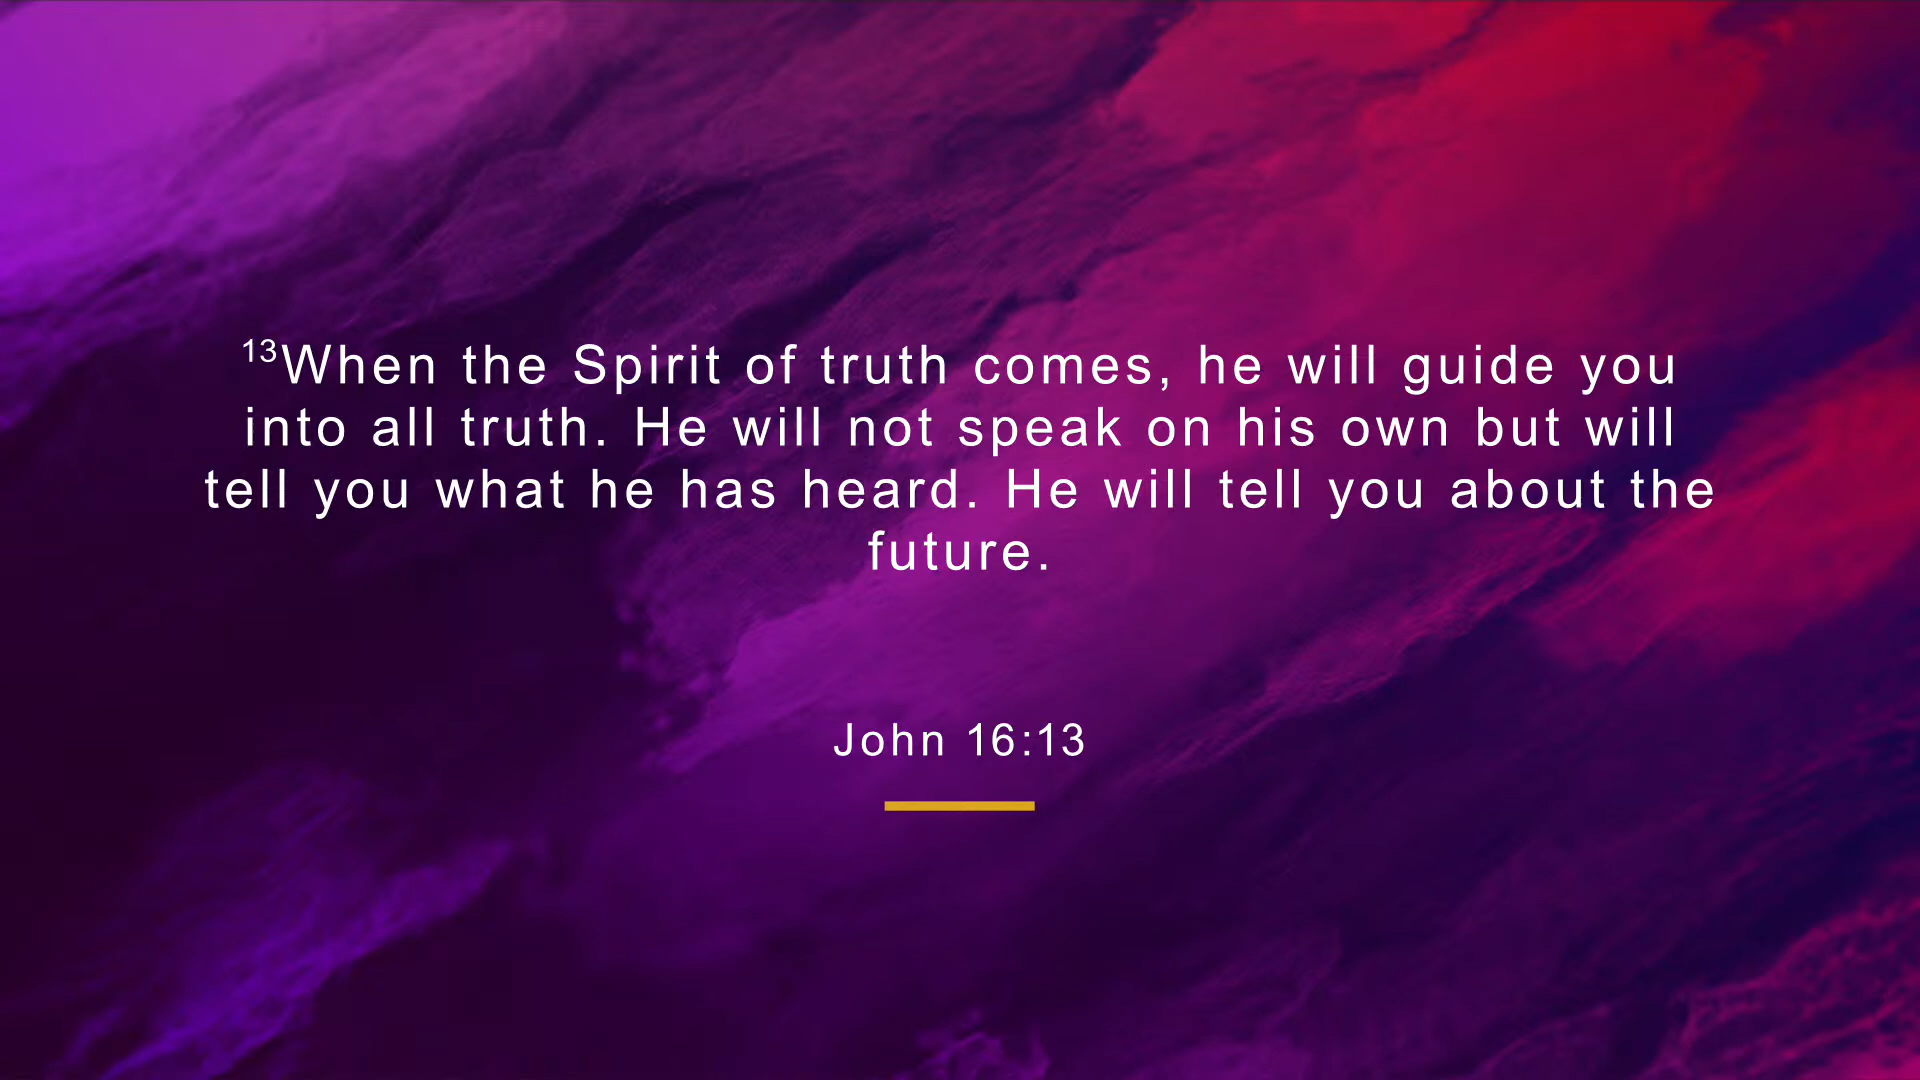 ¹³When the Spirit of truth comes, he will guide you
into all truth. He will not speak on his own but will
tell you what he has heard. He will tell you about the
future.
John 16:13